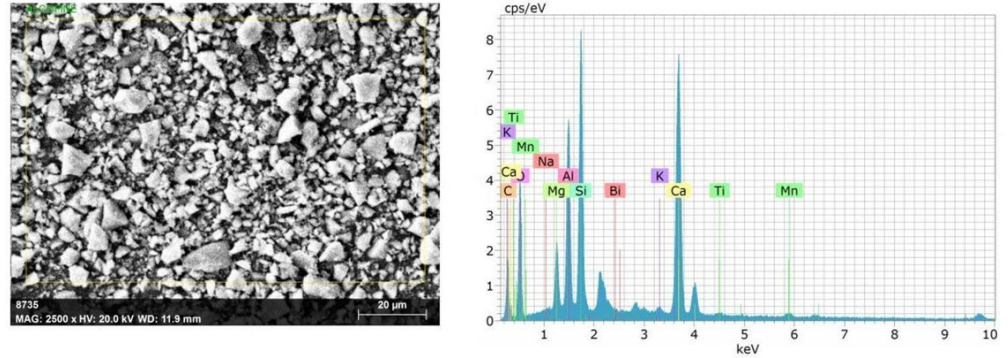 8735
20 µm
MAG: 2500 x HV: 20.0 kV WD: 11.9 mm
cps/eV
8
7
6
5
4
3
2
1
0
Ti
K
Mn
Na
Ca
Al
K
C
Mg
Si
Bi
Ca
Ti
Mn
1 2 3 4 5 6 7 8 9 10
keV